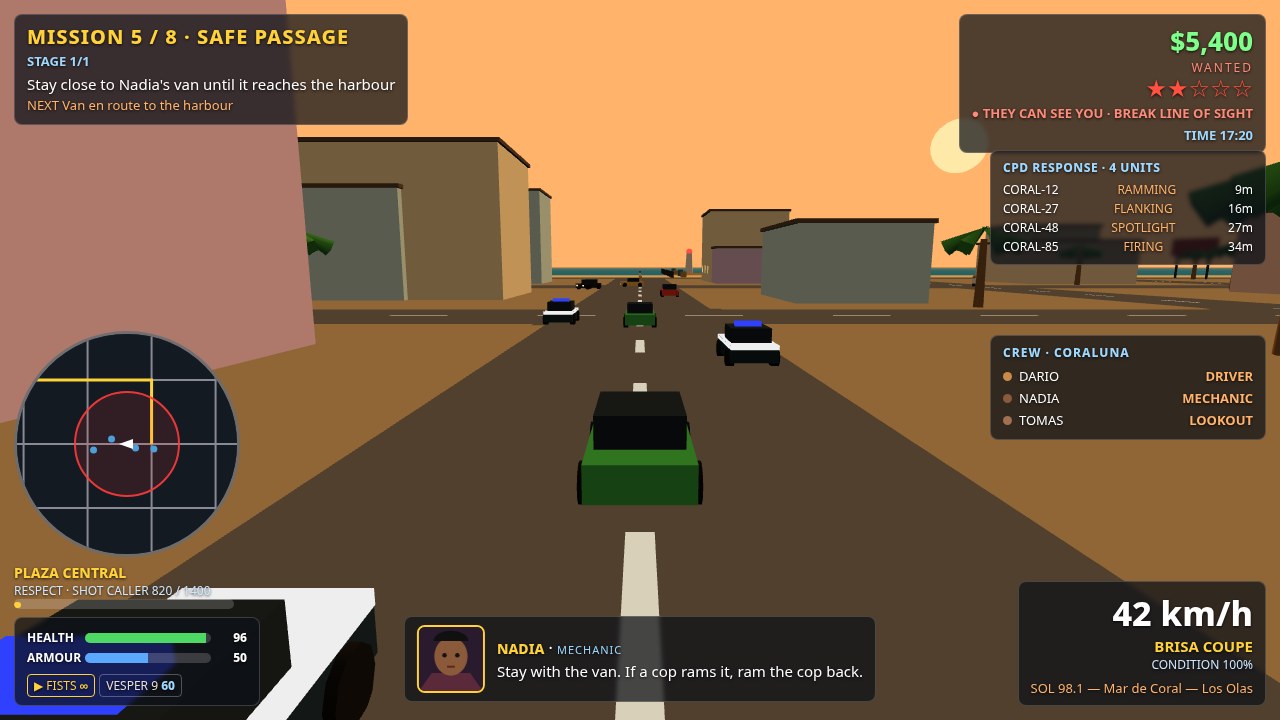 MISSION 5 / 8 · SAFE PASSAGE
STAGE 1/1
Stay close to Nadia's van until it reaches the harbour
NEXT Van en route to the harbour
$5,400
WANTED
★★☆☆☆
● THEY CAN SEE YOU · BREAK LINE OF SIGHT
TIME 17:20
CPD RESPONSE · 4 UNITS
CORAL-12 RAMMING 9m
CORAL-27 FLANKING 16m
CORAL-48 SPOTLIGHT 27m
CORAL-85 FIRING 34m
CREW · CORALUNA
DARIO DRIVER
NADIA MECHANIC
TOMAS LOOKOUT
PLAZA CENTRAL
RESPECT · SHOT CALLER 820 / 1400
HEALTH 96
ARMOUR 50
▶ FISTS ∞ VESPER 9 60
NADIA · MECHANIC
Stay with the van. If a cop rams it, ram the cop back.
42 km/h
BRISA COUPE
CONDITION 100%
SOL 98.1 — Mar de Coral — Los Olas